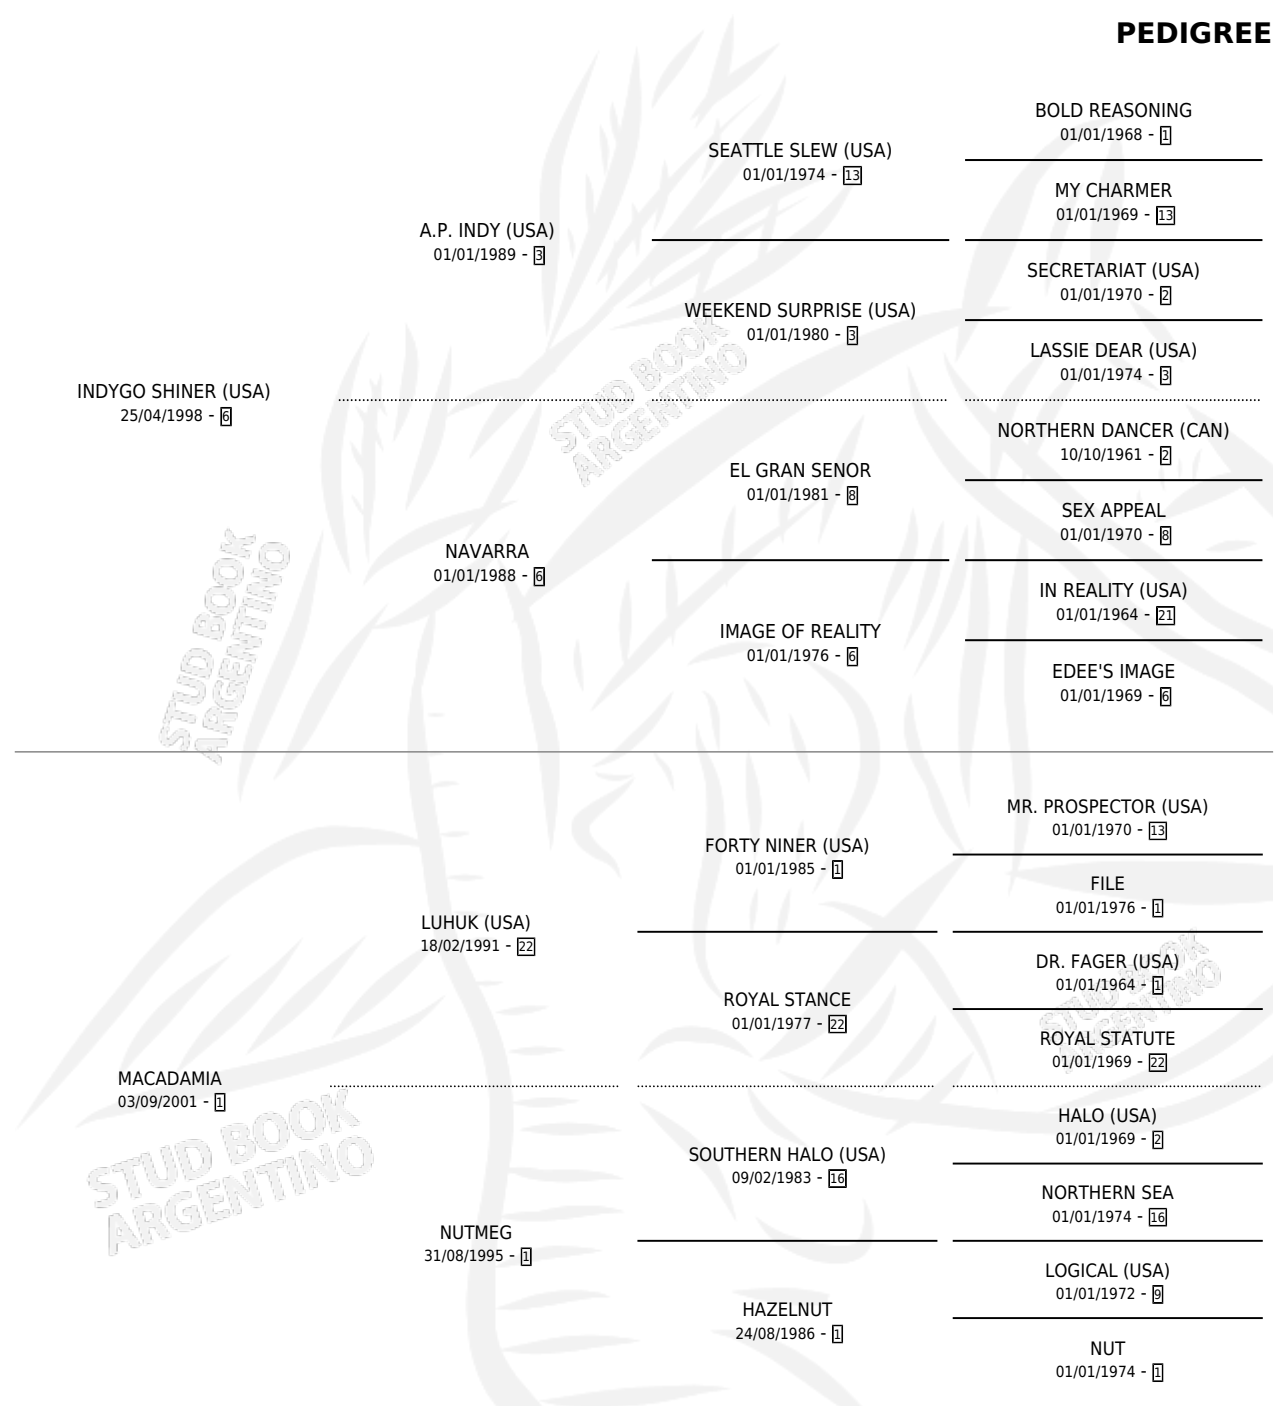 PEDIGREE
BOLD REASONING
01/01/1968 - 1
SEATTLE SLEW (USA)
01/01/1974 - 13
MY CHARMER
01/01/1969 - 13
A.P. INDY (USA)
01/01/1989 - 3
SECRETARIAT (USA)
01/01/1970 - 2
WEEKEND SURPRISE (USA)
01/01/1980 - 3
LASSIE DEAR (USA)
01/01/1974 - 3
INDYGO SHINER (USA)
25/04/1998 - 6
NORTHERN DANCER (CAN)
10/10/1961 - 2
EL GRAN SENOR
01/01/1981 - 8
SEX APPEAL
01/01/1970 - 8
NAVARRA
01/01/1988 - 6
IN REALITY (USA)
01/01/1964 - 21
IMAGE OF REALITY
01/01/1976 - 6
EDEE'S IMAGE
01/01/1969 - 6
MR. PROSPECTOR (USA)
01/01/1970 - 13
FORTY NINER (USA)
01/01/1985 - 1
FILE
01/01/1976 - 1
LUHUK (USA)
18/02/1991 - 22
DR. FAGER (USA)
01/01/1964 - 1
ROYAL STANCE
01/01/1977 - 22
ROYAL STATUTE
01/01/1969 - 22
MACADAMIA
03/09/2001 - 1
HALO (USA)
01/01/1969 - 2
SOUTHERN HALO (USA)
09/02/1983 - 16
NORTHERN SEA
01/01/1974 - 16
NUTMEG
31/08/1995 - 1
LOGICAL (USA)
01/01/1972 - 9
HAZELNUT
24/08/1986 - 1
NUT
01/01/1974 - 1
STUD BOOK
ARGENTINO
STUD BOOK
ARGENTINO
STUD BOOK
ARGENTINO
STUD BOOK
ARGENTINO